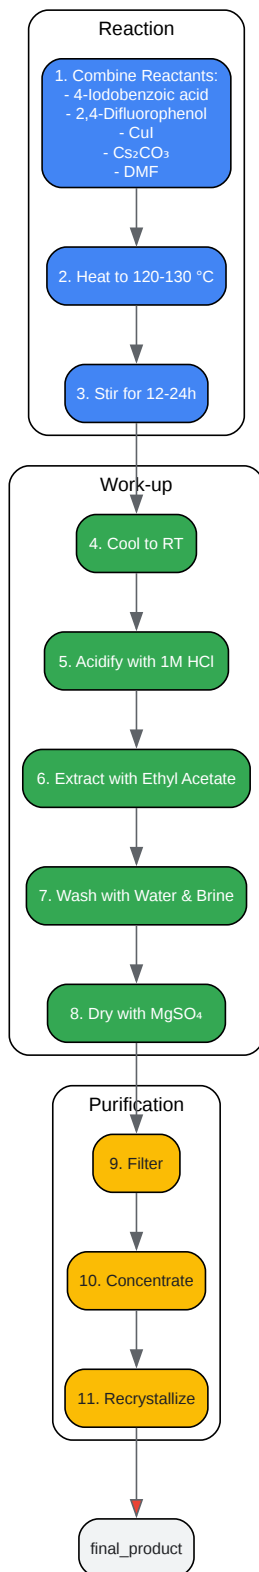 Reaction
1. Combine Reactants:
- 4-Iodobenzoic acid
- 2,4-Difluorophenol
- CuI
- Cs₂CO₃
- DMF
2. Heat to 120-130 °C
3. Stir for 12-24h
Work-up
4. Cool to RT
5. Acidify with 1M HCl
6. Extract with Ethyl Acetate
7. Wash with Water & Brine
8. Dry with MgSO₄
Purification
9. Filter
10. Concentrate
11. Recrystallize
final_product